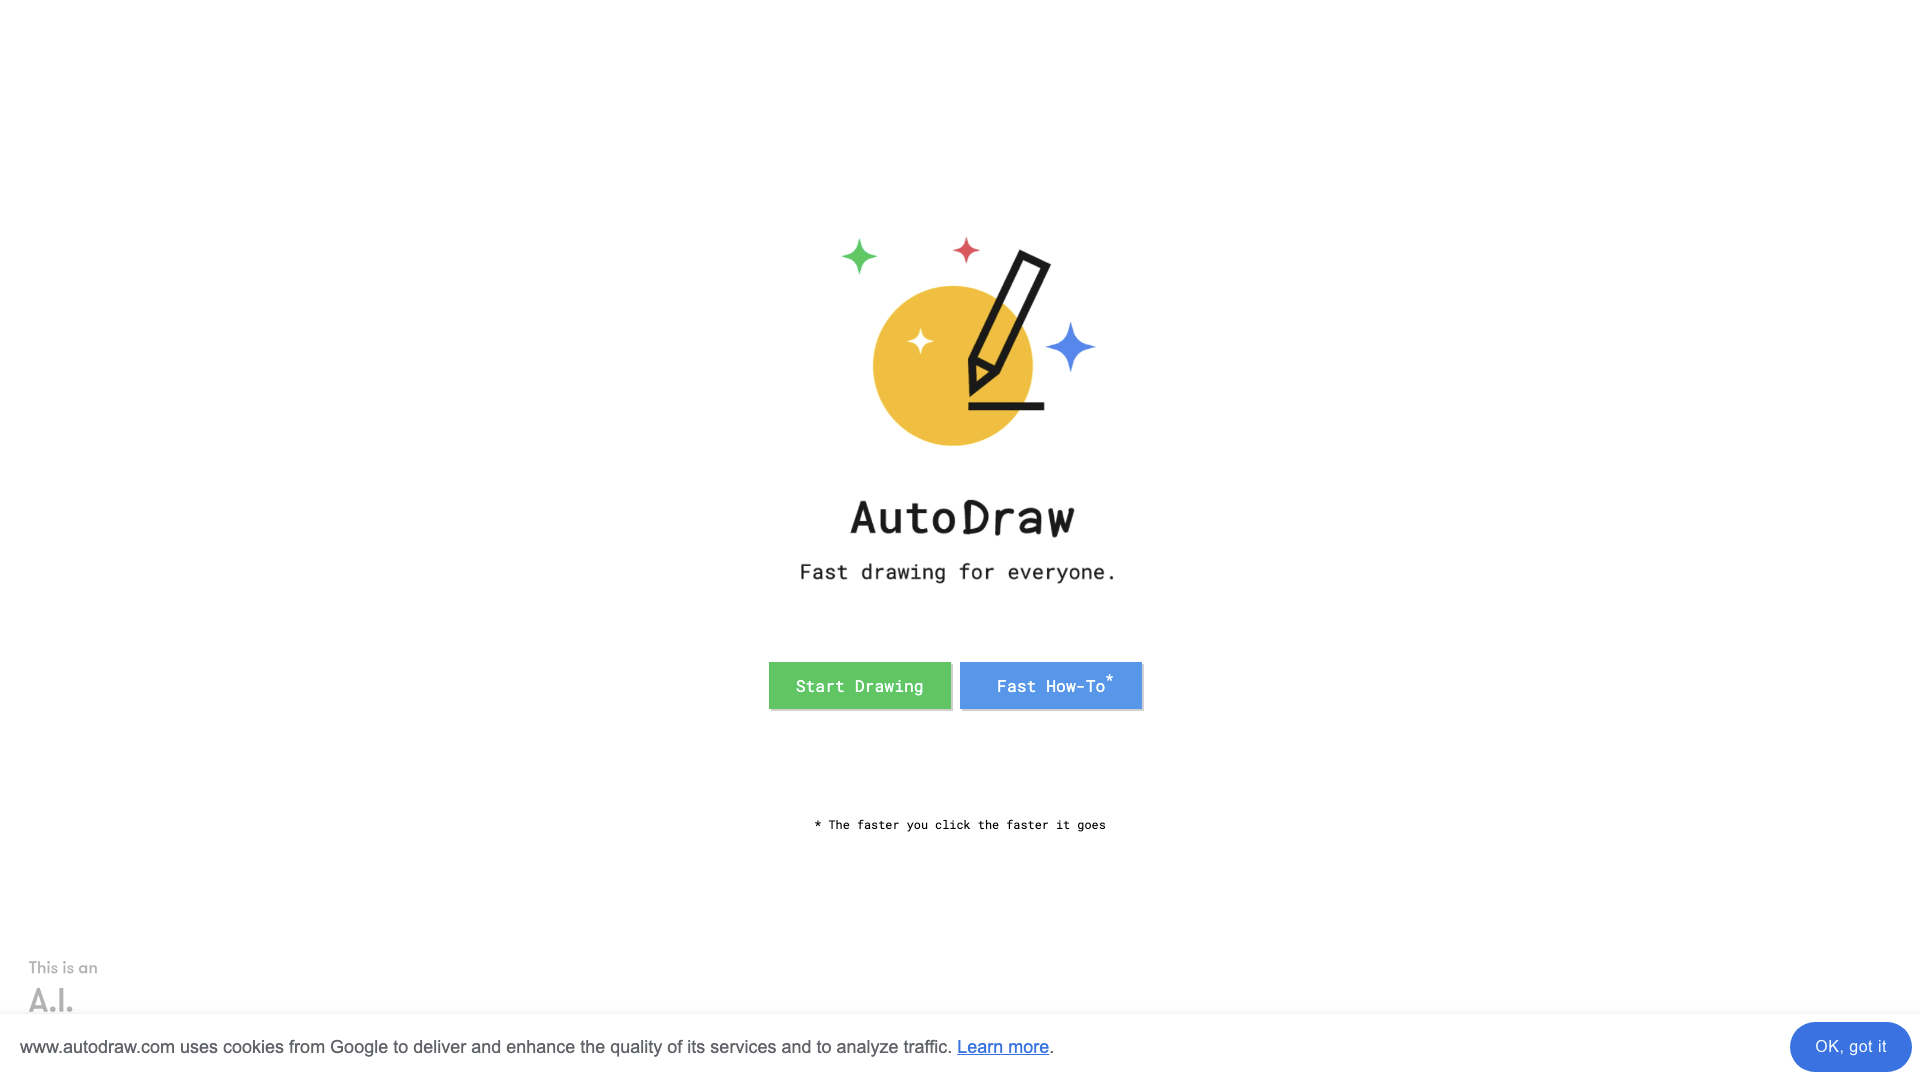 AutoDraw
Fast drawing for everyone.
Start Drawing
Fast How-To*
* The faster you click the faster it goes
This is an
A.I.
www.autodraw.com uses cookies from Google to deliver and enhance the quality of its services and to analyze traffic. Learn more.
OK, got it